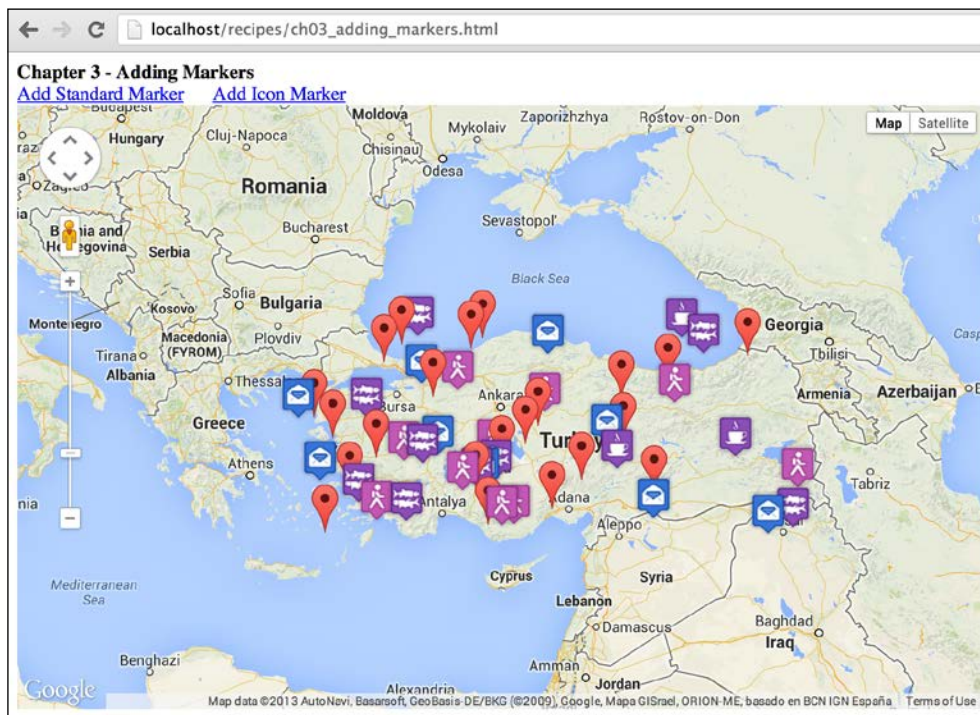 localhost/recipes/ch03_adding_markers.html
Chapter 3 - Adding Markers
Add Standard Marker Add Icon Marker
Map Satellite
Budapest
Hungary
Cluj-Napoca
Moldova
Chisinau
Mykolaiv
Zaporizhzhya
Rostov-on-Don
Odesa
Romania
Sevastopol'
Bucharest
Serbia
Black Sea
Sofia
Bulgaria
Kosovo
Montenegro
Macedonia
(FYROM)
Plovdiv
Georgia
Tbilisi
Tirana
Albania
Armenia
Azerbaijan
Bursa
Ankara
Greece
Turkey
Athens
Tabriz
Antalya
Adana
Aleppo
Mediterranean
Sea
Cyprus
Syria
Lebanon
Damascus
Baghdad
Iraq
Benghazi
Amman
Jordan
Alexandria
Google
Map data ©2013 AutoNavi, Basarsoft, GeoBasis-DE/BKG (©2009), Google, Mapa GISrael, ORION-ME, basado en BCN IGN España Terms of Use